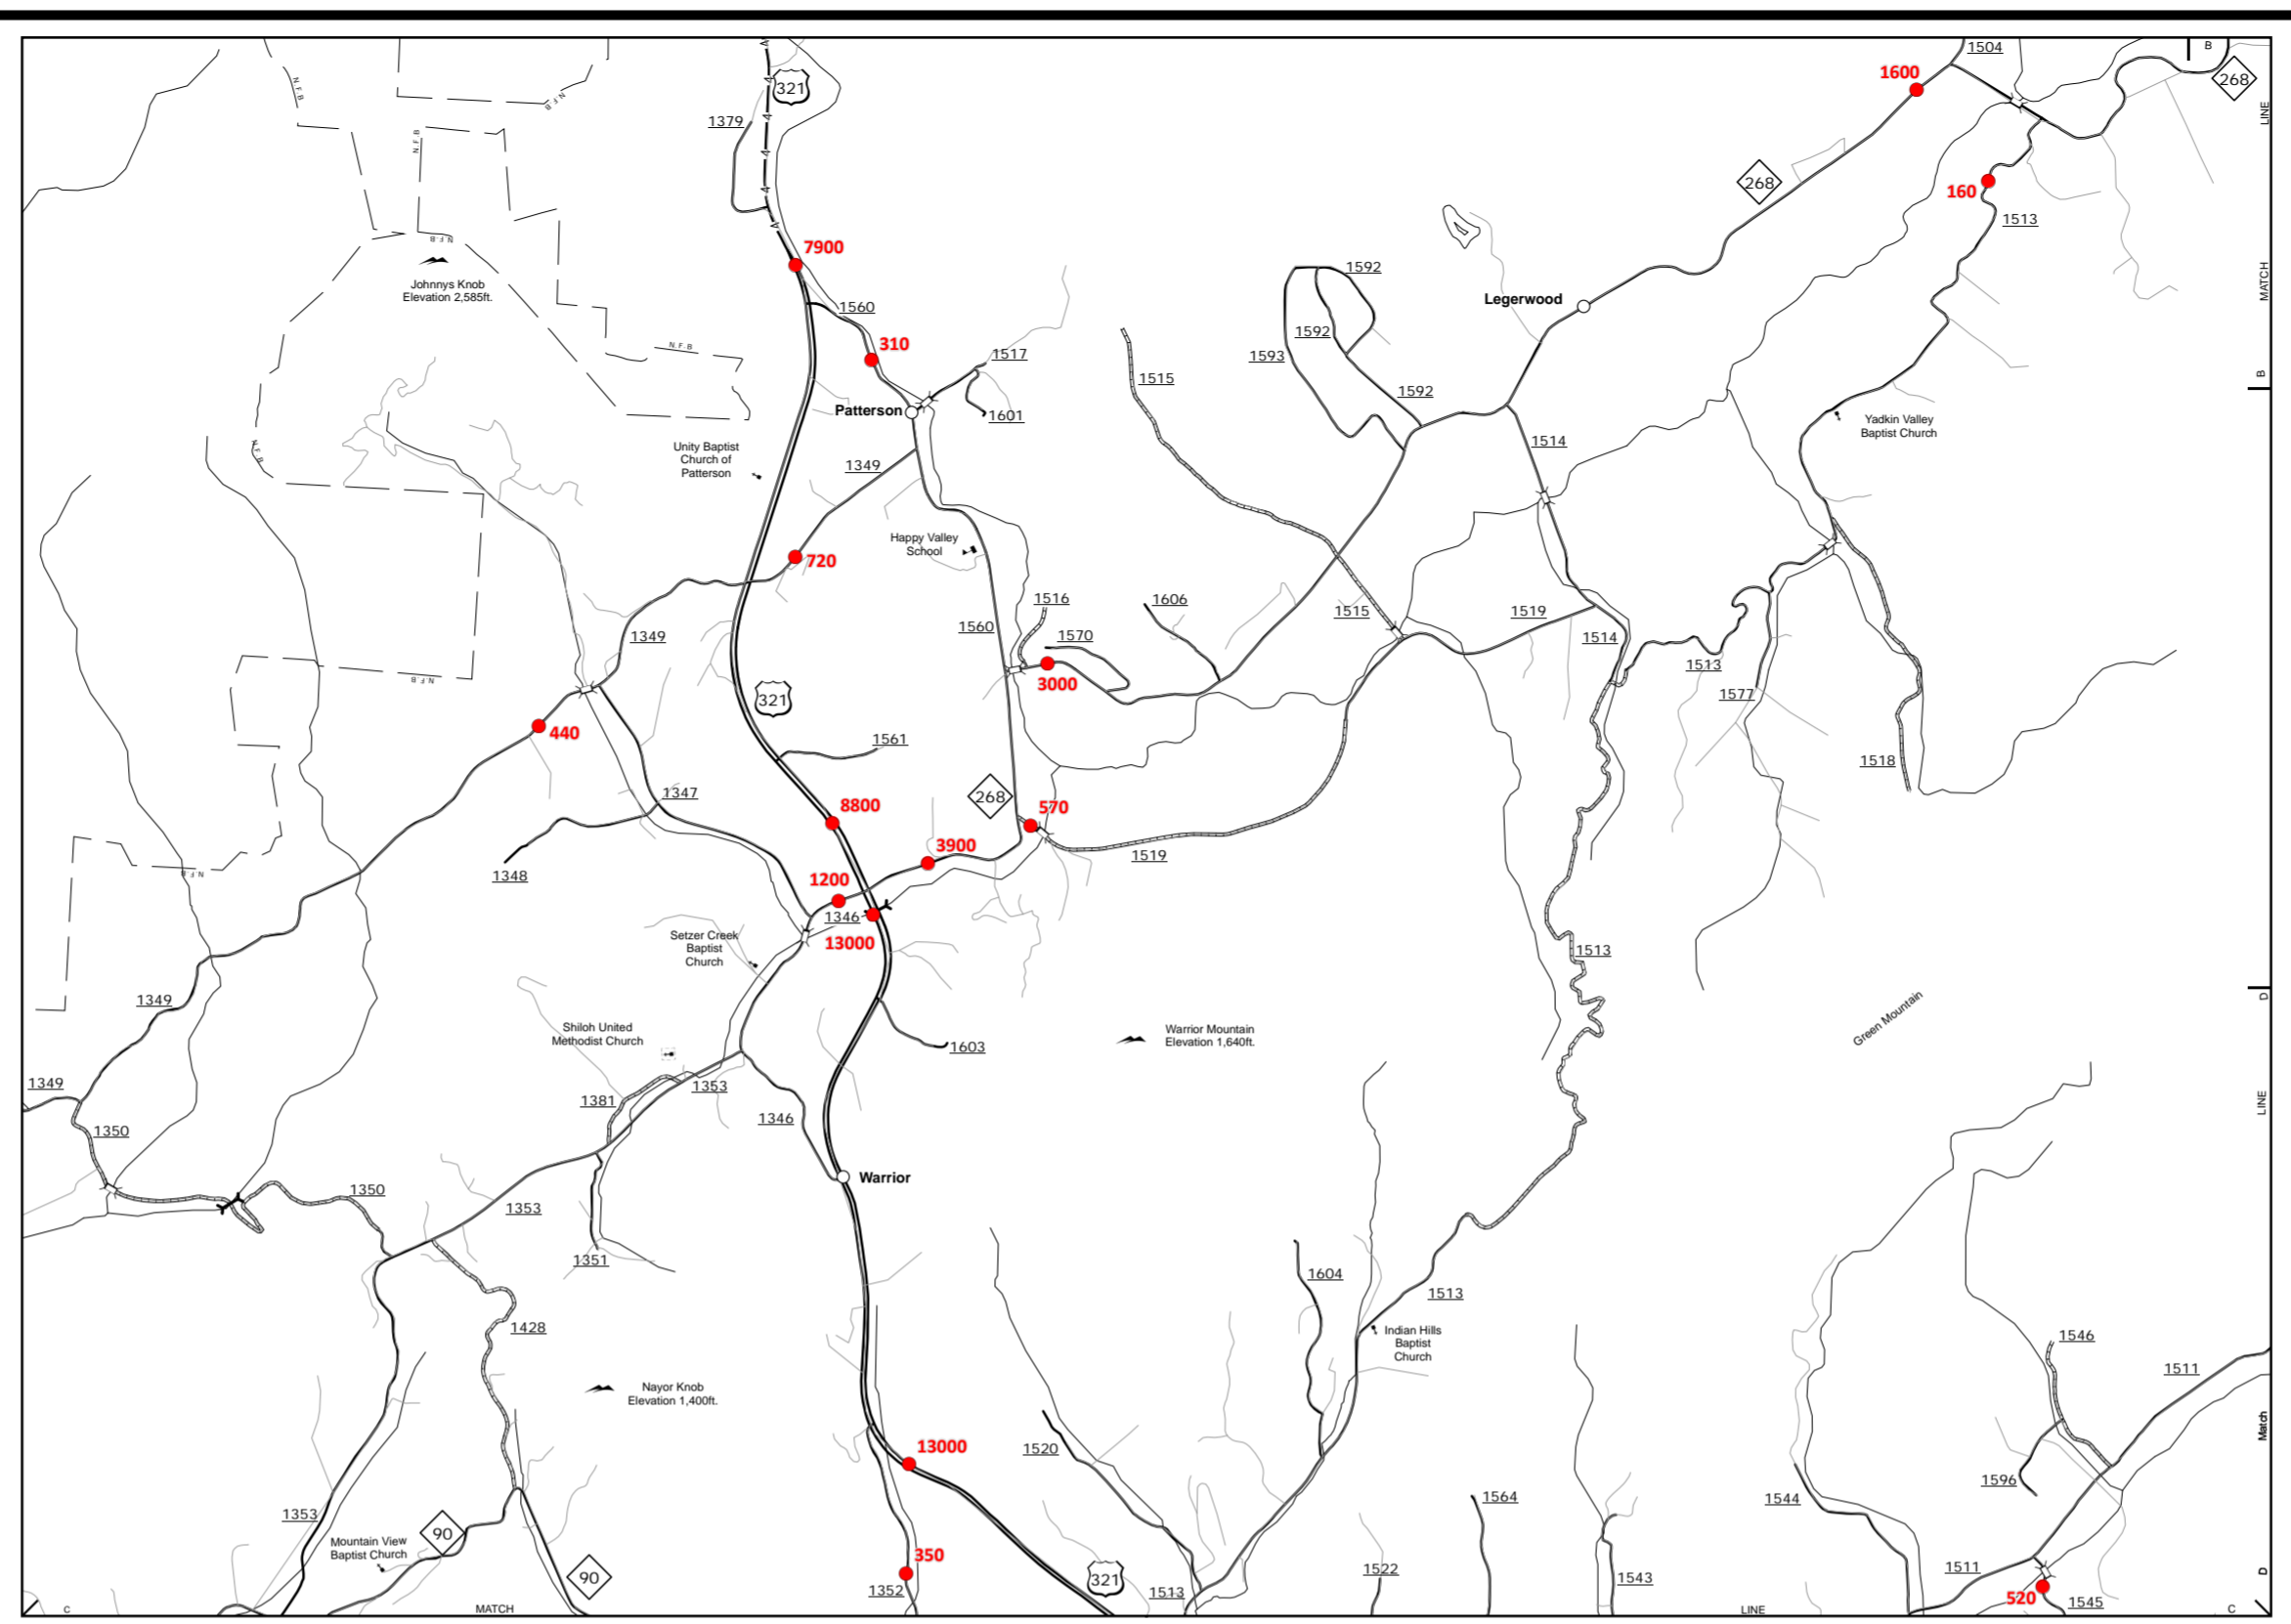 1504
B
268
LINE
321
1600
1379
N.F.B
N.F.B
N.F.B
268
160
1513
N.F.B
7900
Johnnys Knob
Elevation 2,585ft.
1592
MATCH
Legerwood
1560
1592
310
N.F.B
1517
1593
1515
B
1592
Patterson
1601
Yadkin Valley
Baptist Church
Unity Baptist
Church of
Patterson
N.F.B
1349
1514
Happy Valley
School
720
1516
1606
1560
1570
1515
1519
1349
1514
1513
N.F.B
3000
1577
321
440
1561
1518
1347
268
8800
570
3900
1519
N.F.B
1348
1200
1346
Setzer Creek
Baptist
Church
13000
1513
1349
D
Green Mountain
Shiloh United
Methodist Church
Warrior Mountain
Elevation 1,640ft.
1603
1349
1353
1381
LINE
1350
1346
Warrior
1350
1353
1351
1604
1513
1428
Indian Hills
Baptist
Church
1546
1511
Nayor Knob
Elevation 1,400ft.
Match
13000
1520
1596
1564
1544
1353
90
Mountain View
Baptist Church
350
D
1511
90
321
1522
1543
1352
1513
520
1545
C
MATCH
LINE
C